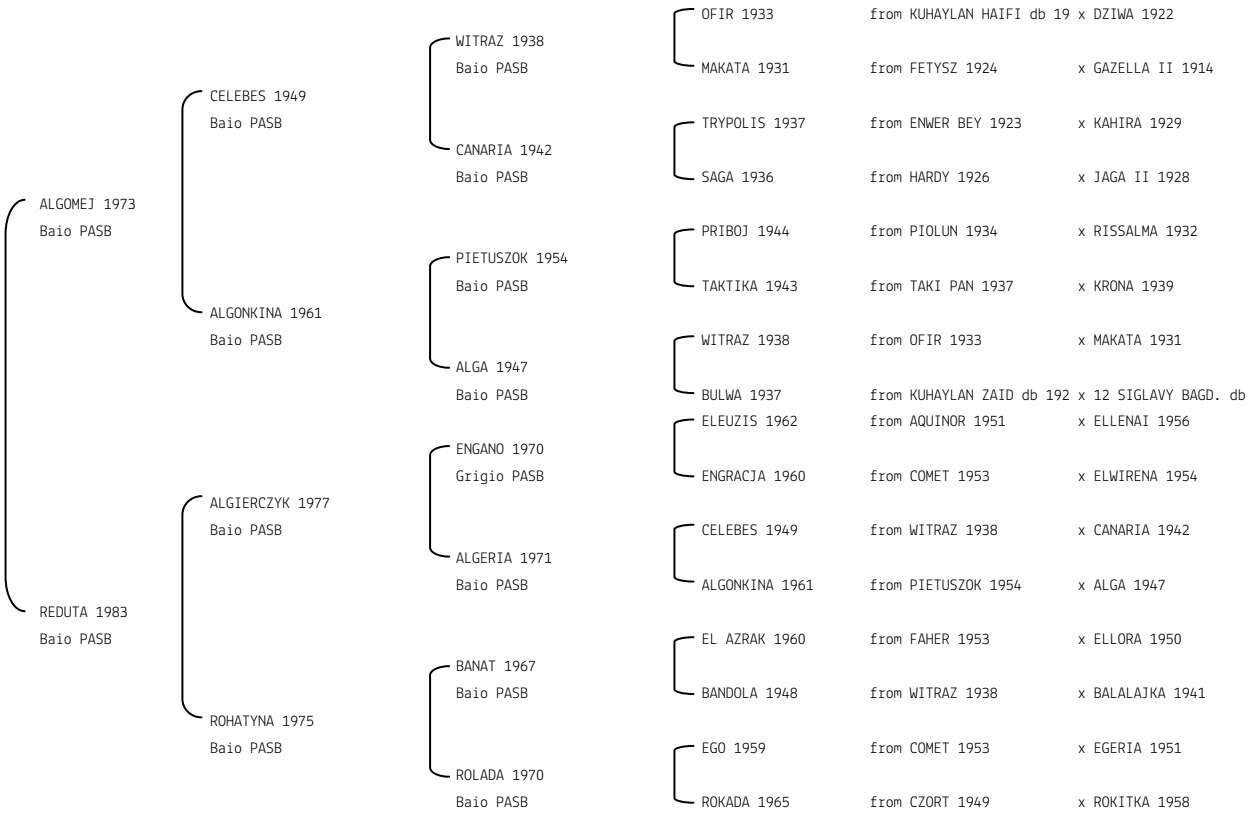 OFIR 1933 from KUHAYLAN HAIFI db 19 x DZIWA 1922
WITRAZ 1938
Baio PASB MAKATA 1931 from FETYSZ 1924 x GAZELLA II 1914
CELEBES 1949
Baio PASB TRYPOLIS 1937 from ENWER BEY 1923 x KAHIRA 1929
CANARIA 1942
Baio PASB SAGA 1936 from HARDY 1926 x JAGA II 1928
ALGOMEJ 1973
Baio PASB PRIBOJ 1944 from PIOLUN 1934 x RISSALMA 1932
PIETUSZOK 1954
Baio PASB TAKTIKA 1943 from TAKI PAN 1937 x KRONA 1939
ALGONKINA 1961
Baio PASB WITRAZ 1938 from OFIR 1933 x MAKATA 1931
ALGA 1947
Baio PASB BULWA 1937 from KUHAYLAN ZAID db 192 x 12 SIGLAVY BAGD. db
ELEUZIS 1962 from AQUINOR 1951 x ELLENAI 1956
ENGANO 1970
Grigio PASB ENGRACJA 1960 from COMET 1953 x ELWIRENA 1954
ALGIERCZYK 1977
Baio PASB CELEBES 1949 from WITRAZ 1938 x CANARIA 1942
ALGERIA 1971
Baio PASB ALGONKINA 1961 from PIETUSZOK 1954 x ALGA 1947
REDUTA 1983
Baio PASB EL AZRAK 1960 from FAHER 1953 x ELLORA 1950
BANAT 1967
Baio PASB BANDOLA 1948 from WITRAZ 1938 x BALALAJKA 1941
ROHATYNA 1975
Baio PASB EGO 1959 from COMET 1953 x EGERIA 1951
ROLADA 1970
Baio PASB ROKADA 1965 from CZORT 1949 x ROKITKA 1958